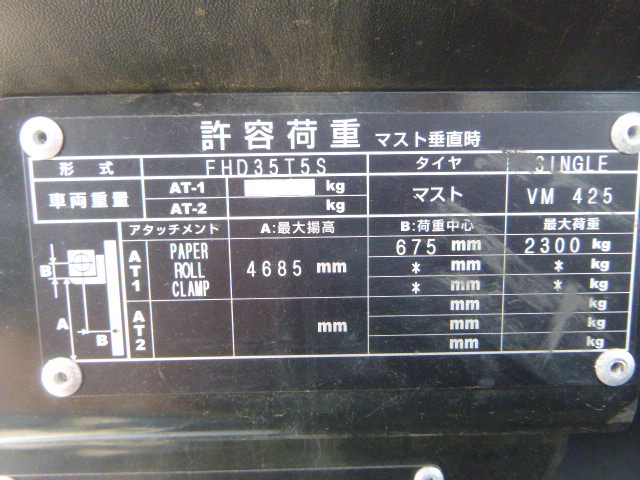 許容荷重 マスト垂直時
形式 FHD35T5S タイヤ SINGLE
車両重量 AT-1 kg マスト VM 425
AT-2 kg
アタッチメント A:最大揚高 B:荷重中心 最大荷重
AT1 PAPER ROLL CLAMP 4685 mm 675 mm 2300 kg
* mm * kg
* mm * kg
AT2 mm mm kg
mm kg
mm kg
B
A
B